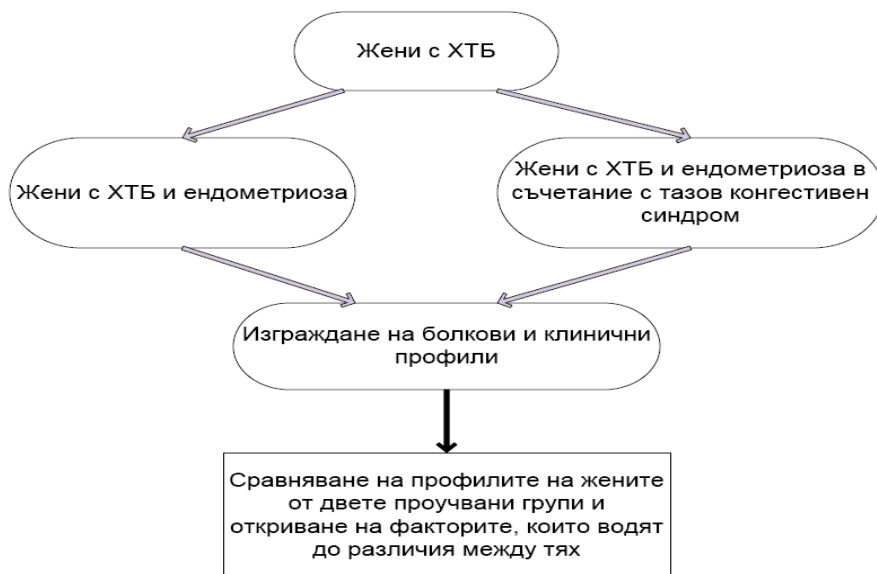 Жени с ХТБ
Жени с ХТБ и ендометриоза
Жени с ХТБ и ендометриоза в
съчетание с тазов конгестивен
синдром
Изграждане на болкови и клинични
профили
Сравняване на профилите на жените
от двете проучвани групи и
откриване на факторите, които водят
до различия между тях